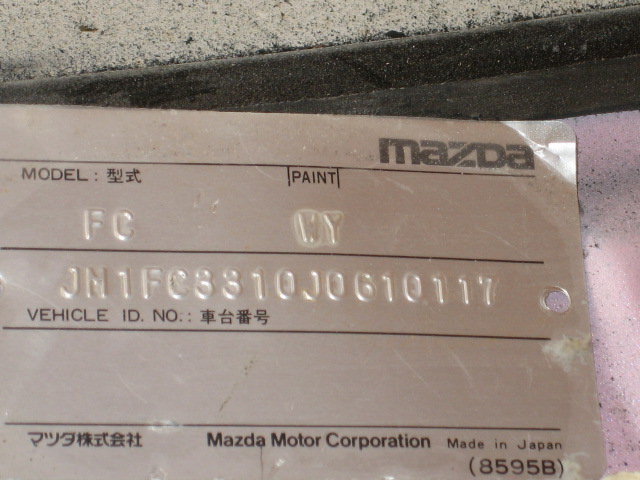 mazda
MODEL : 型式 PAINT
FC WY
JM1FC3310J0610117
VEHICLE ID. NO. : 車台番号
マツダ株式会社 Mazda Motor Corporation Made in Japan
(8595B)